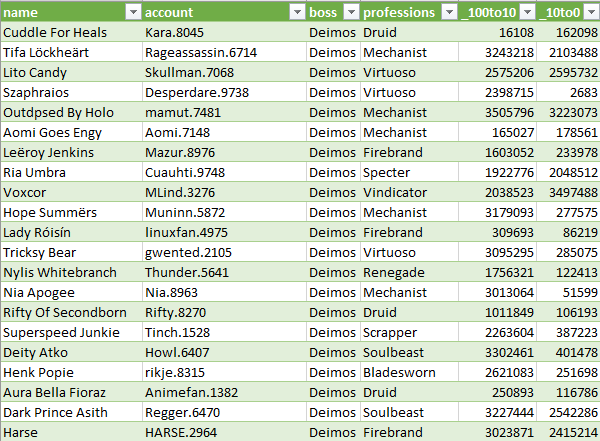 name account boss professions _100to10 _10to0
Cuddle For Heals Kara.8045 Deimos Druid 16108 162098
Tifa Löckheärt Rageassassin.6714 Deimos Mechanist 3243218 2103488
Lito Candy Skullman.7068 Deimos Virtuoso 2575206 2595732
Szaphraios Desperdare.9738 Deimos Virtuoso 2398715 2683
Outdpsed By Holo mamut.7481 Deimos Mechanist 3505796 3223073
Aomi Goes Engy Aomi.7148 Deimos Mechanist 165027 178561
Leëroy Jenkins Mazur.8976 Deimos Firebrand 1603052 233978
Ria Umbra Cuauhti.9748 Deimos Specter 1922776 2048512
Voxcor MLind.3276 Deimos Vindicator 2038523 3497488
Hope Summërs Muninn.5872 Deimos Mechanist 3179093 277575
Lady Róisín linuxfan.4975 Deimos Firebrand 309693 86219
Tricksy Bear gwented.2105 Deimos Virtuoso 3095295 285075
Nylis Whitebranch Thunder.5641 Deimos Renegade 1756321 122413
Nia Apogee Nia.8963 Deimos Mechanist 3013064 51599
Rifty Of Secondborn Rifty.8270 Deimos Druid 1011849 106193
Superspeed Junkie Tinch.1528 Deimos Scrapper 2263604 387223
Deity Atko Howl.6407 Deimos Soulbeast 3302461 401478
Henk Popie rikje.8315 Deimos Bladesworn 2621083 251698
Aura Bella Fioraz Animefan.1382 Deimos Druid 250893 116786
Dark Prince Asith Regger.6470 Deimos Soulbeast 3227444 2542286
Harse HARSE.2964 Deimos Firebrand 3023871 2415214